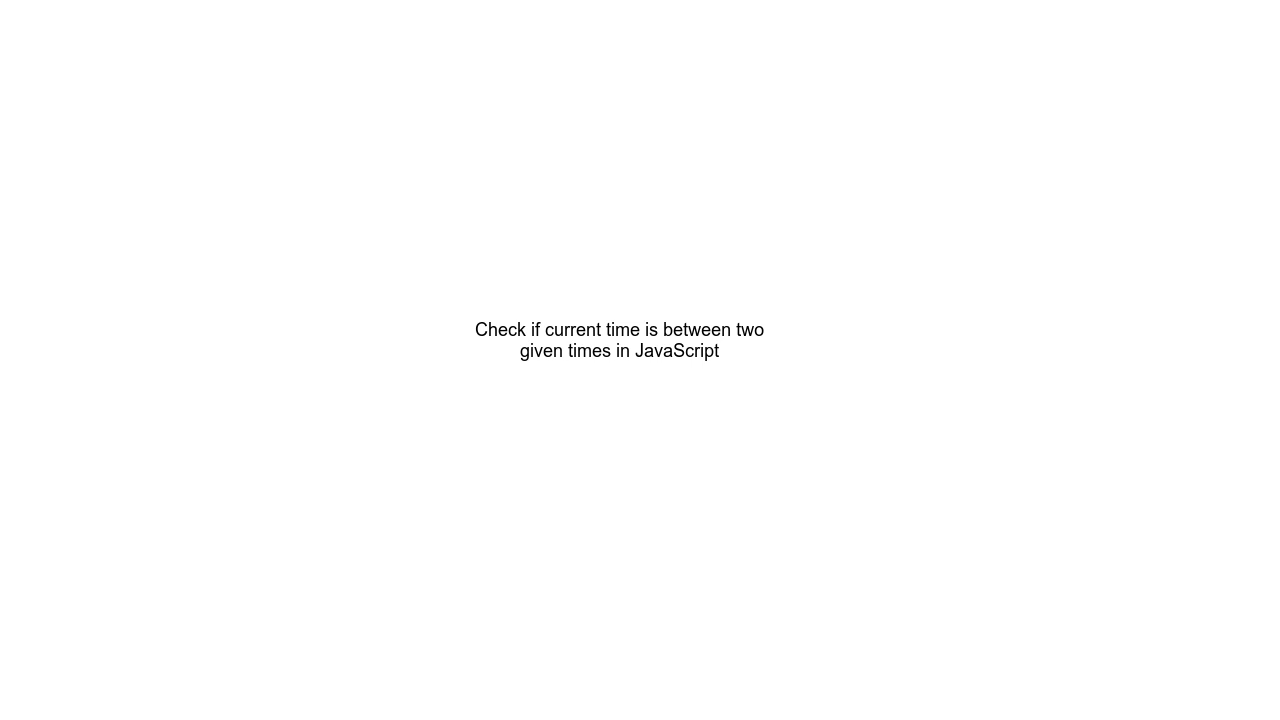 Check if current time is between two
given times in JavaScript